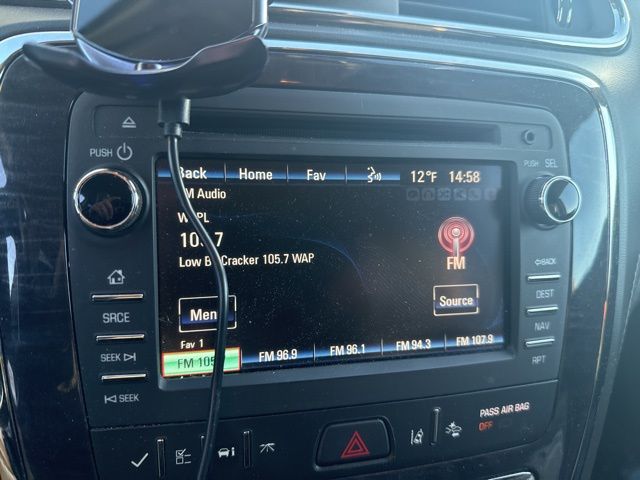 PUSH
PUSH SEL
Back Home Fav 12°F 14:58
FM Audio
10 .7
Low B Cracker 105.7 WAP
FM
Menu Source
Fav 1
FM 105. FM 96.9 FM 96.1 FM 94.3 FM 107.9
SRCE
SEEK
SEEK
BACK
DEST
NAV
RPT
PASS AIR BAG
OFF